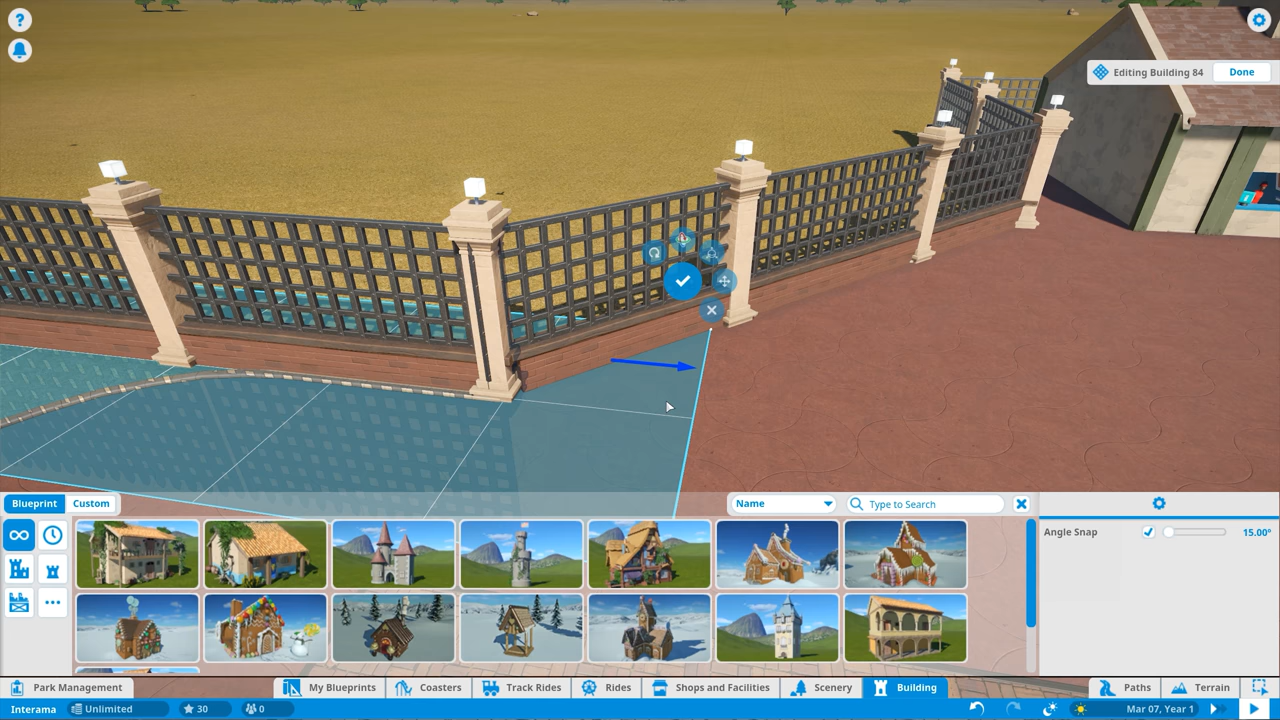 Editing Building 84 Done
Blueprint Custom Name Type to Search
Angle Snap 15.00°
Park Management My Blueprints Coasters Track Rides Rides Shops and Facilities Scenery Building Paths Terrain
Interama Unlimited 30 0 Mar 07, Year 1